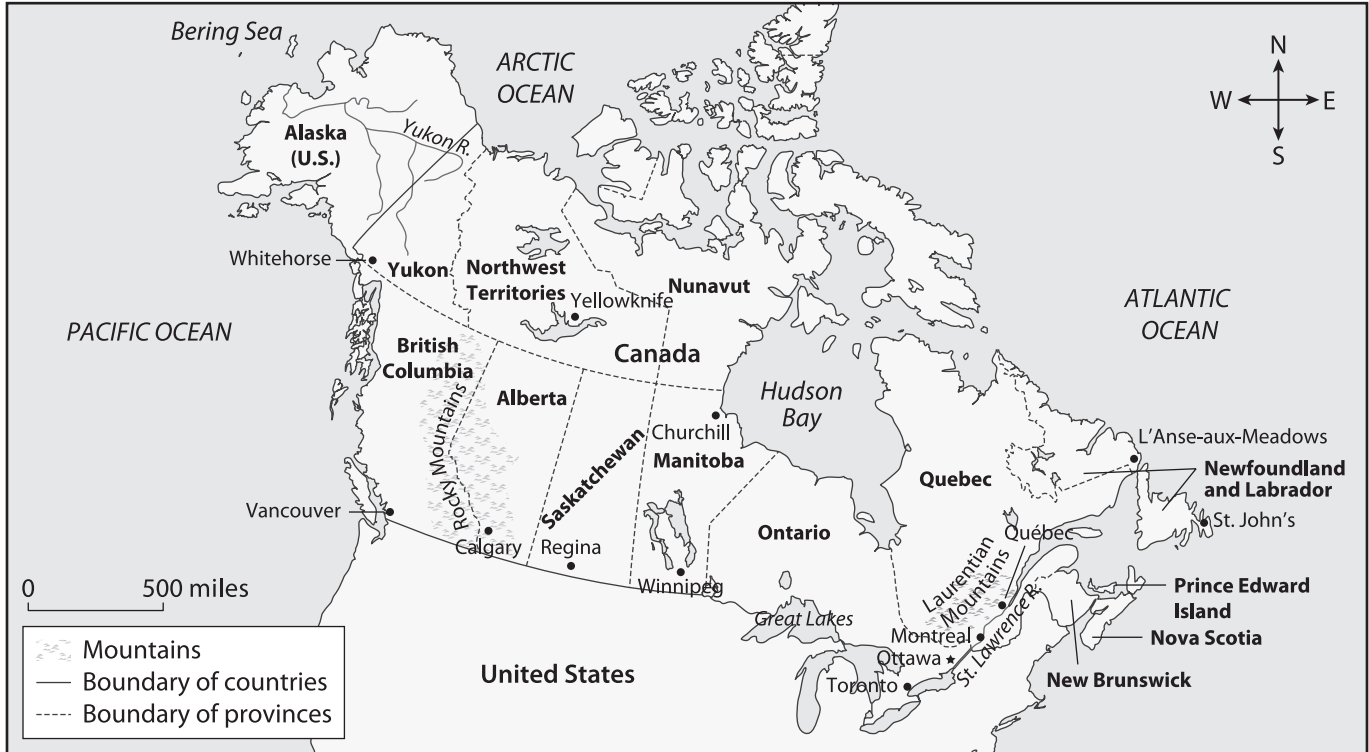 Bering Sea
ARCTIC
OCEAN
N
W
E
S
Alaska
(U.S.)
Yukon R.
Whitehorse
Yukon
Northwest
Territories
Yellowknife
Nunavut
PACIFIC OCEAN
ATLANTIC
OCEAN
British
Columbia
Canada
Alberta
Hudson
Bay
Rocky Mountains
Saskatchewan
Churchill
Manitoba
Quebec
L'Anse-aux-Meadows
Newfoundland
and Labrador
St. John's
Vancouver
Calgary
Regina
Winnipeg
Ontario
Québec
Laurentian
Mountains
0 500 miles
Great Lakes
Prince Edward
Island
Nova Scotia
Montreal
St. Lawrence R.
Ottawa
Toronto
New Brunswick
United States
Mountains
Boundary of countries
Boundary of provinces